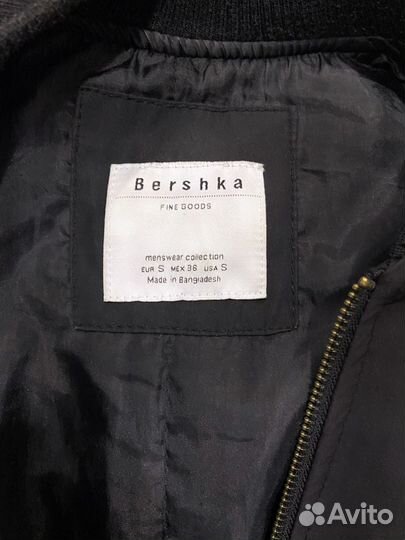 Bershka
FINE GOODS
menswear collection
EUR S MEX 36 USA S
Made in Bangladesh
Avito